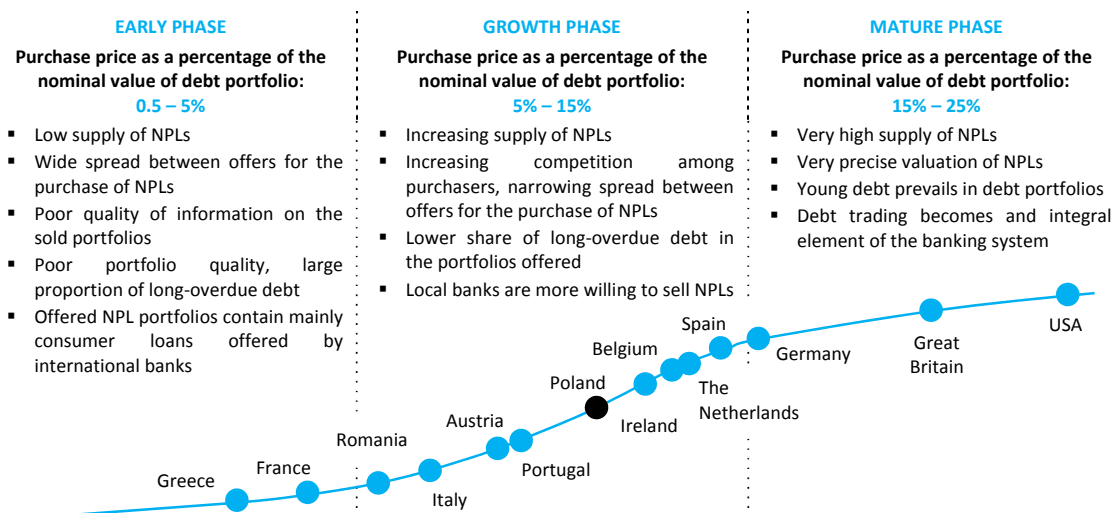 EARLY PHASE
Purchase price as a percentage of the
nominal value of debt portfolio:
0.5 – 5%
▪ Low supply of NPLs
▪ Wide spread between offers for the
purchase of NPLs
▪ Poor quality of information on the
sold portfolios
▪ Poor portfolio quality, large
proportion of long-overdue debt
▪ Offered NPL portfolios contain mainly
consumer loans offered by
international banks
GROWTH PHASE
Purchase price as a percentage of the
nominal value of debt portfolio:
5% – 15%
▪ Increasing supply of NPLs
▪ Increasing competition among
purchasers, narrowing spread between
offers for the purchase of NPLs
▪ Lower share of long-overdue debt in
the portfolios offered
▪ Local banks are more willing to sell NPLs
MATURE PHASE
Purchase price as a percentage of the
nominal value of debt portfolio:
15% – 25%
▪ Very high supply of NPLs
▪ Very precise valuation of NPLs
▪ Young debt prevails in debt portfolios
▪ Debt trading becomes and integral
element of the banking system
Greece
France
Romania
Italy
Austria
Portugal
Poland
Ireland
Belgium
The
Netherlands
Spain
Germany
Great
Britain
USA